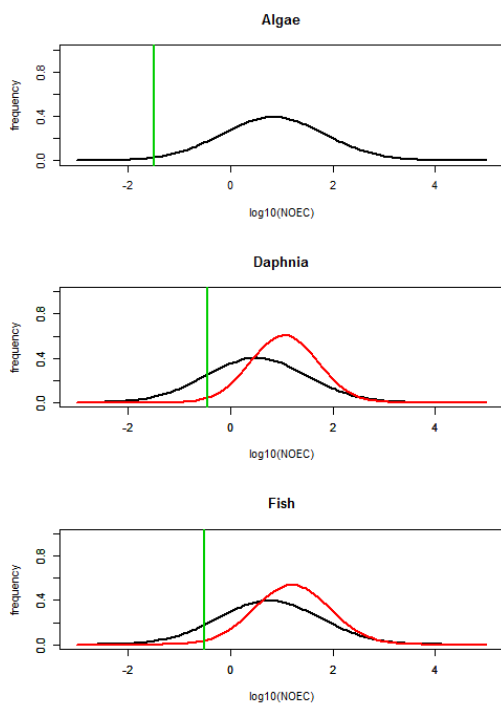 Algae
frequency
0.0 0.4 0.8
-2 0 2 4
log10(NOEC)
Daphnia
frequency
0.0 0.4 0.8
-2 0 2 4
log10(NOEC)
Fish
frequency
0.0 0.4 0.8
-2 0 2 4
log10(NOEC)